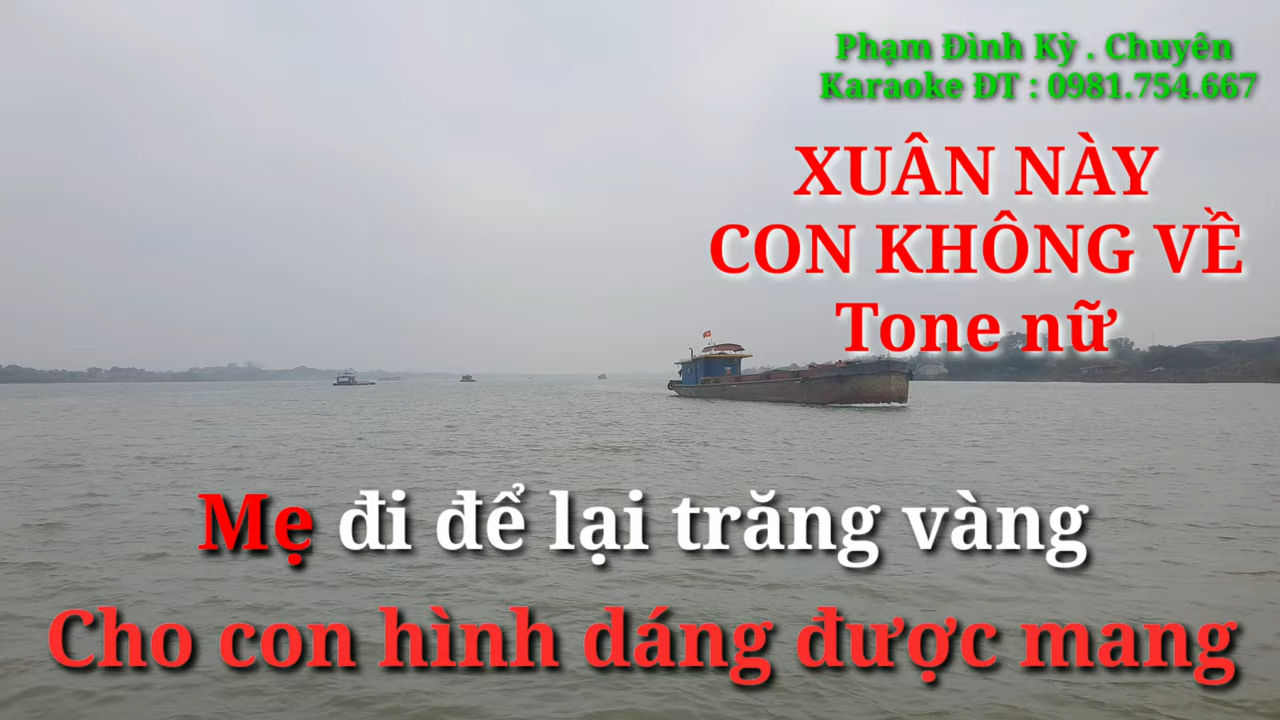 Phạm Đình Kỳ . Chuyên
Karaoke ĐT : 0981.754.667
XUÂN NÀY
CON KHÔNG VỀ
Tone nữ
Mẹ đi để lại trăng vàng
Cho con hình dáng được mang